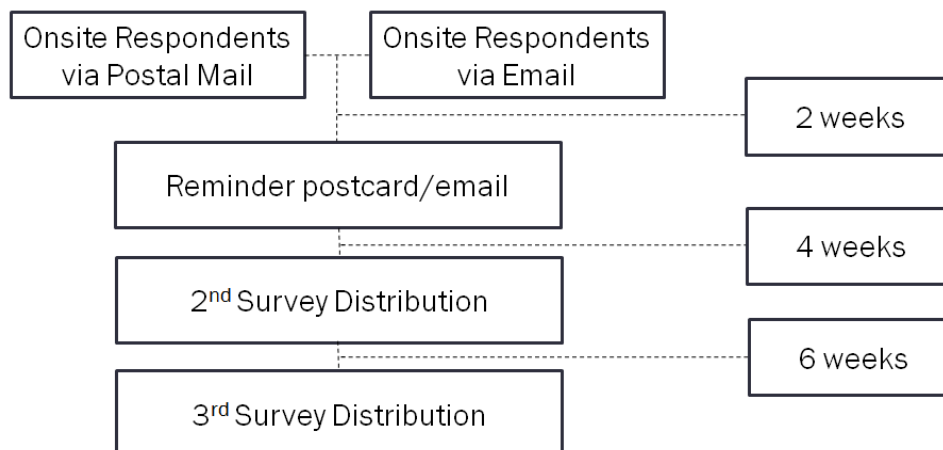 Onsite Respondents
via Postal Mail
Onsite Respondents
via Email
2 weeks
Reminder postcard/email
4 weeks
2nd Survey Distribution
6 weeks
3rd Survey Distribution